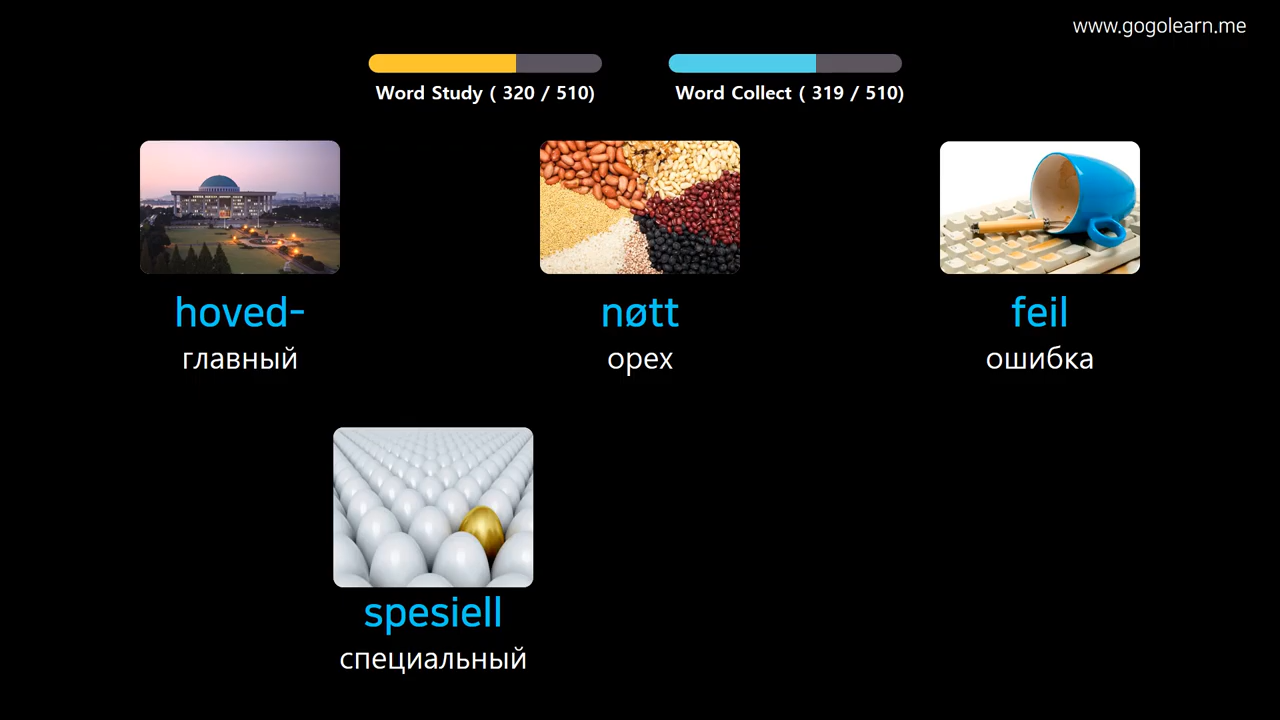 www.gogolearn.me
Word Study ( 320 / 510)
Word Collect ( 319 / 510)
hoved-
главный
nøtt
орех
feil
ошибка
spesiell
специальный